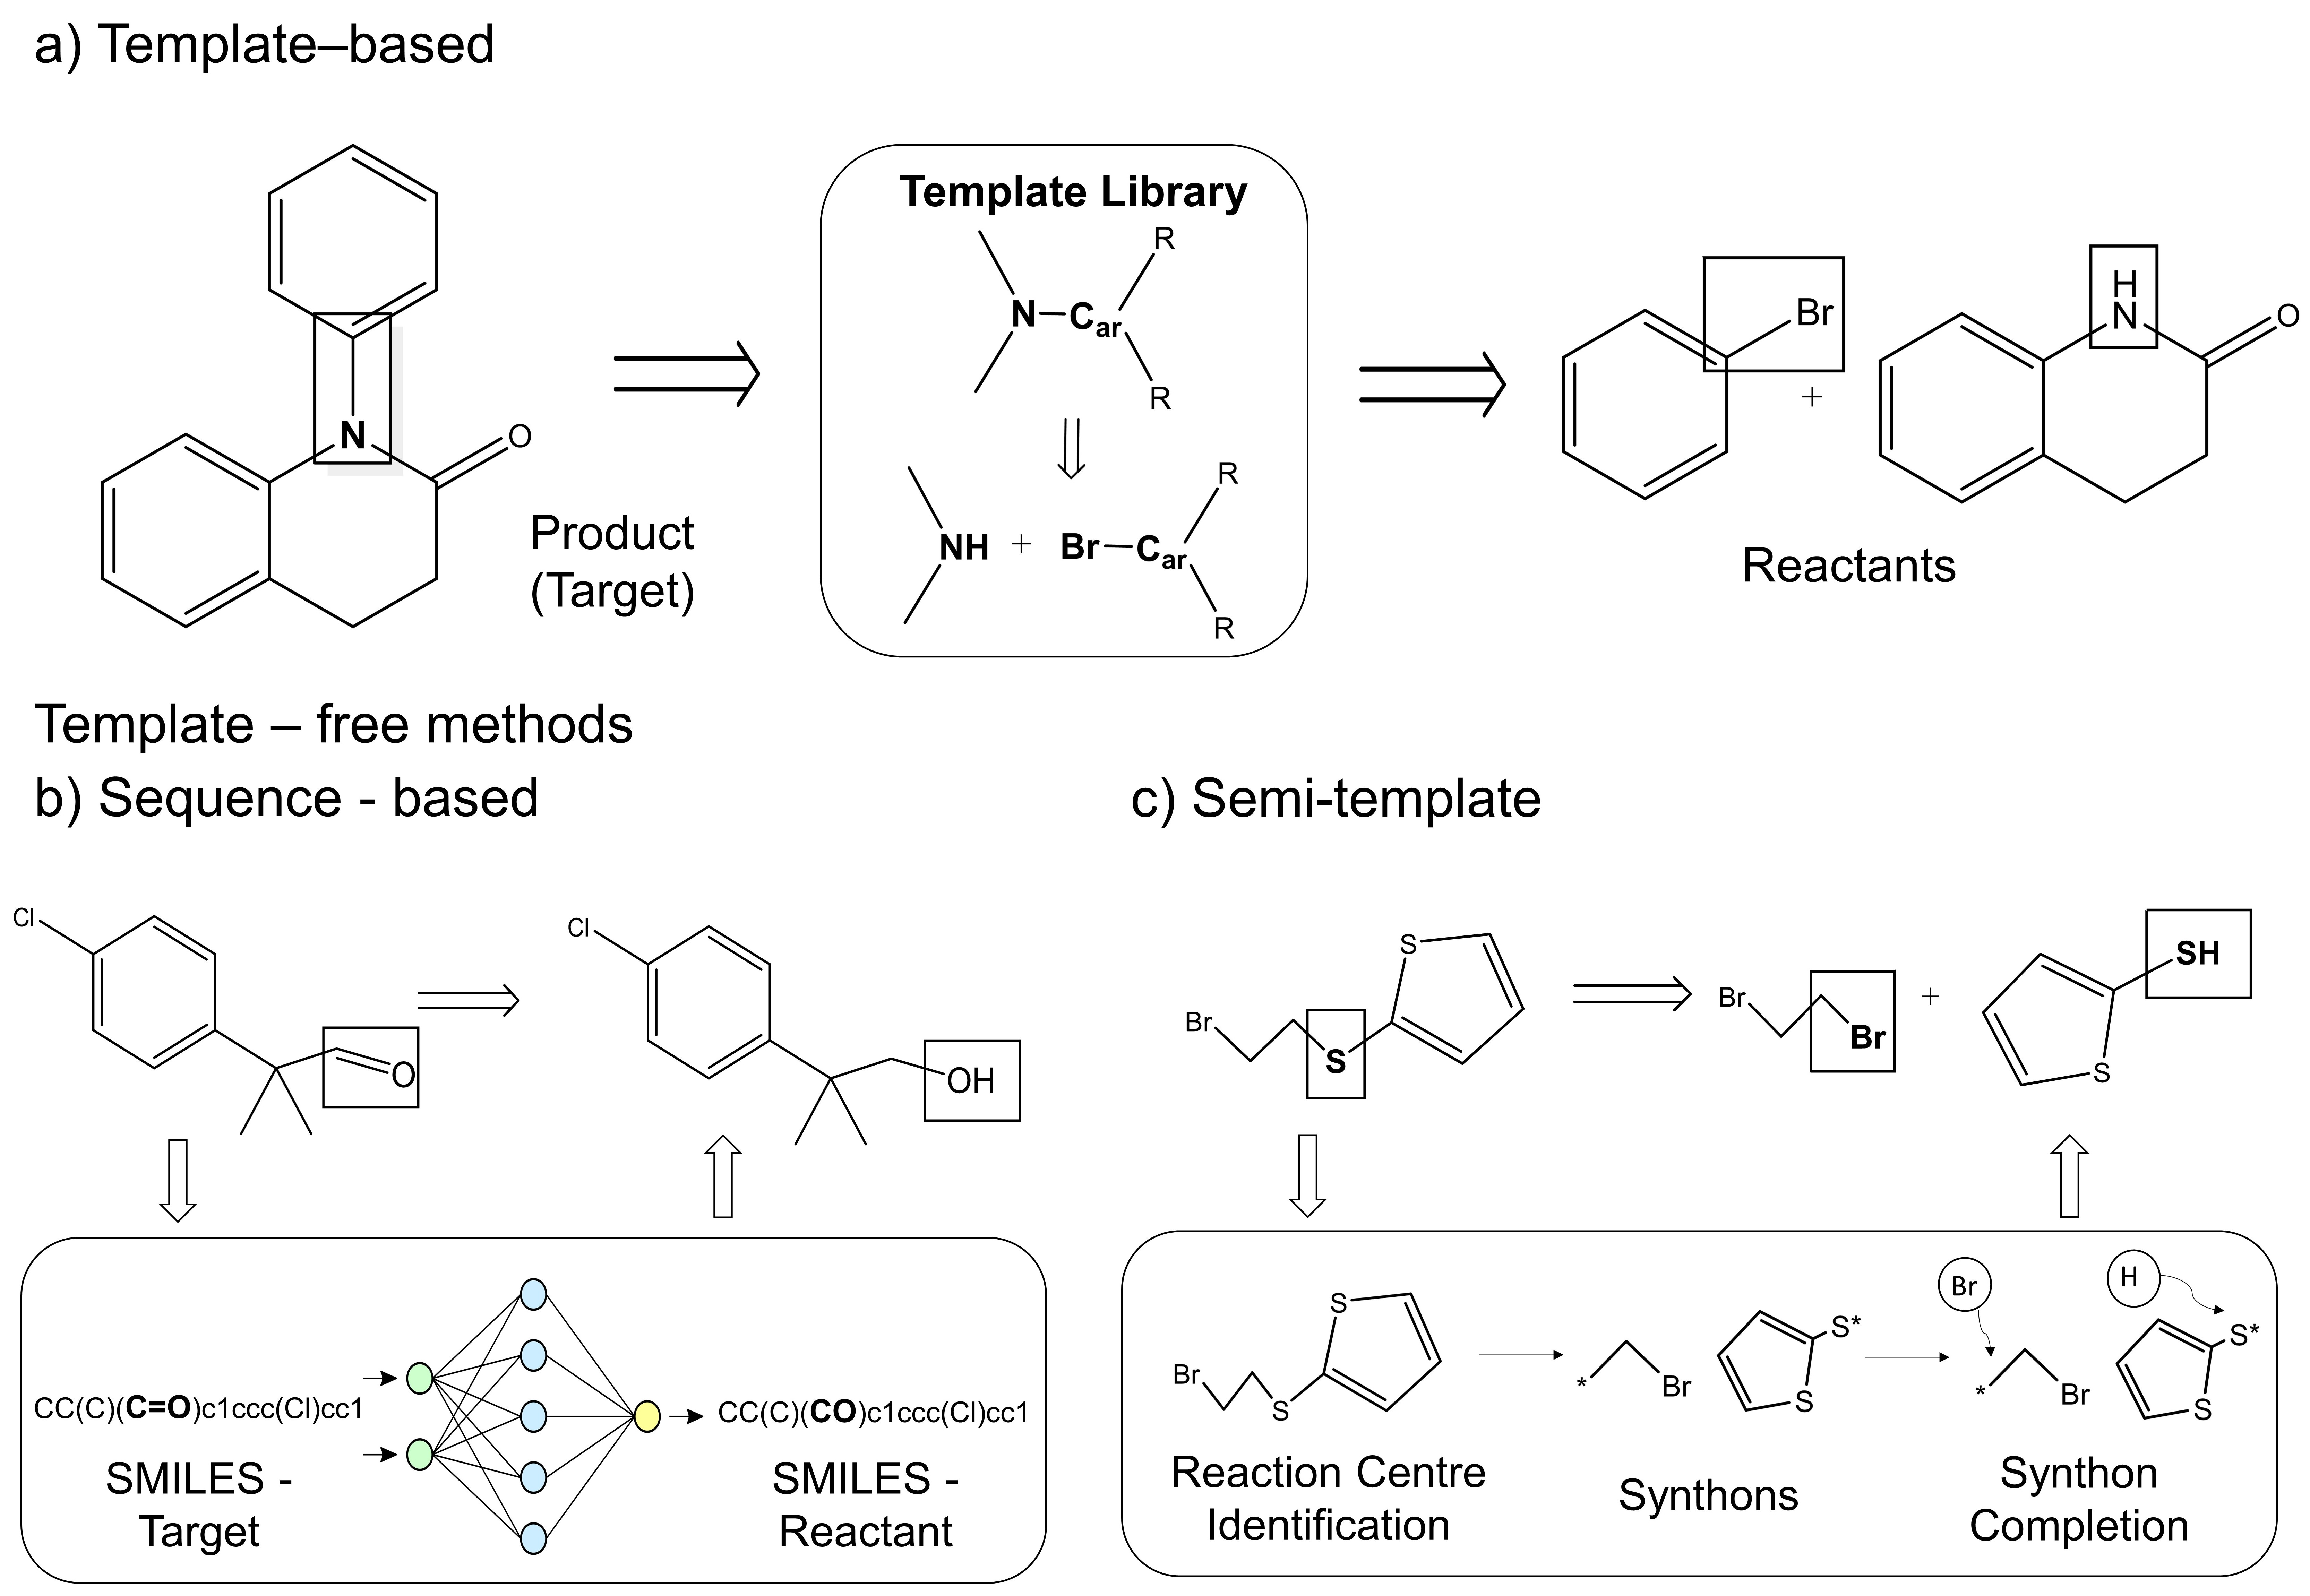 a) Template–based
Template Library
R
N
C ar
R
R
NH + Br C ar
R
N
O
Product
(Target)
Br
+
H
N
O
Reactants
Template – free methods
b) Sequence - based
c) Semi-template
Cl
O
Cl
OH
S
Br
S
Br
Br
+
SH
S
CC(C)(C=O)c1ccc(Cl)cc1
SMILES -
Target
CC(C)(CO)c1ccc(Cl)cc1
SMILES -
Reactant
S
Br
S
Reaction Centre
Identification
*
Br
S*
S
Synthons
Br
H
*
Br
S*
S
Synthon
Completion